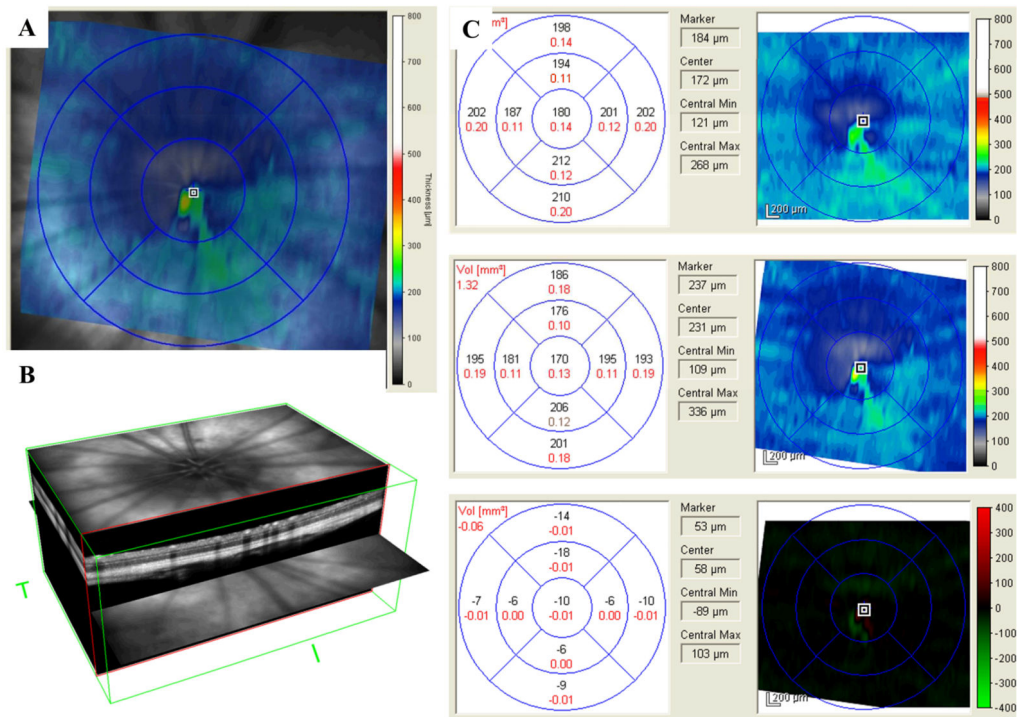 A
800
700
600
500
400
300
200
100
0
Thickness [µm]
B
T
I
C
m³]
198
0.14
194
0.11
202 187 180 201 202
0.20 0.11 0.14 0.12 0.20
212
0.12
210
0.20
Marker
184 µm
Center
172 µm
Central Min
121 µm
Central Max
268 µm
200 µm
800
700
600
500
400
300
200
100
0
Vol [mm³]
1.32
186
0.18
176
0.10
195 181 170 195 193
0.19 0.11 0.13 0.11 0.19
206
0.12
201
0.18
Marker
237 µm
Center
231 µm
Central Min
109 µm
Central Max
336 µm
200 µm
800
700
600
500
400
300
200
100
0
Vol [mm³]
-0.06
-14
-0.01
-18
-0.01
-7 -6 -10 -6 -10
-0.01 0.00 -0.01 0.00 -0.01
-6
0.00
-9
-0.01
Marker
53 µm
Center
58 µm
Central Min
-89 µm
Central Max
103 µm
200 µm
400
300
200
100
0
-100
-200
-300
-400